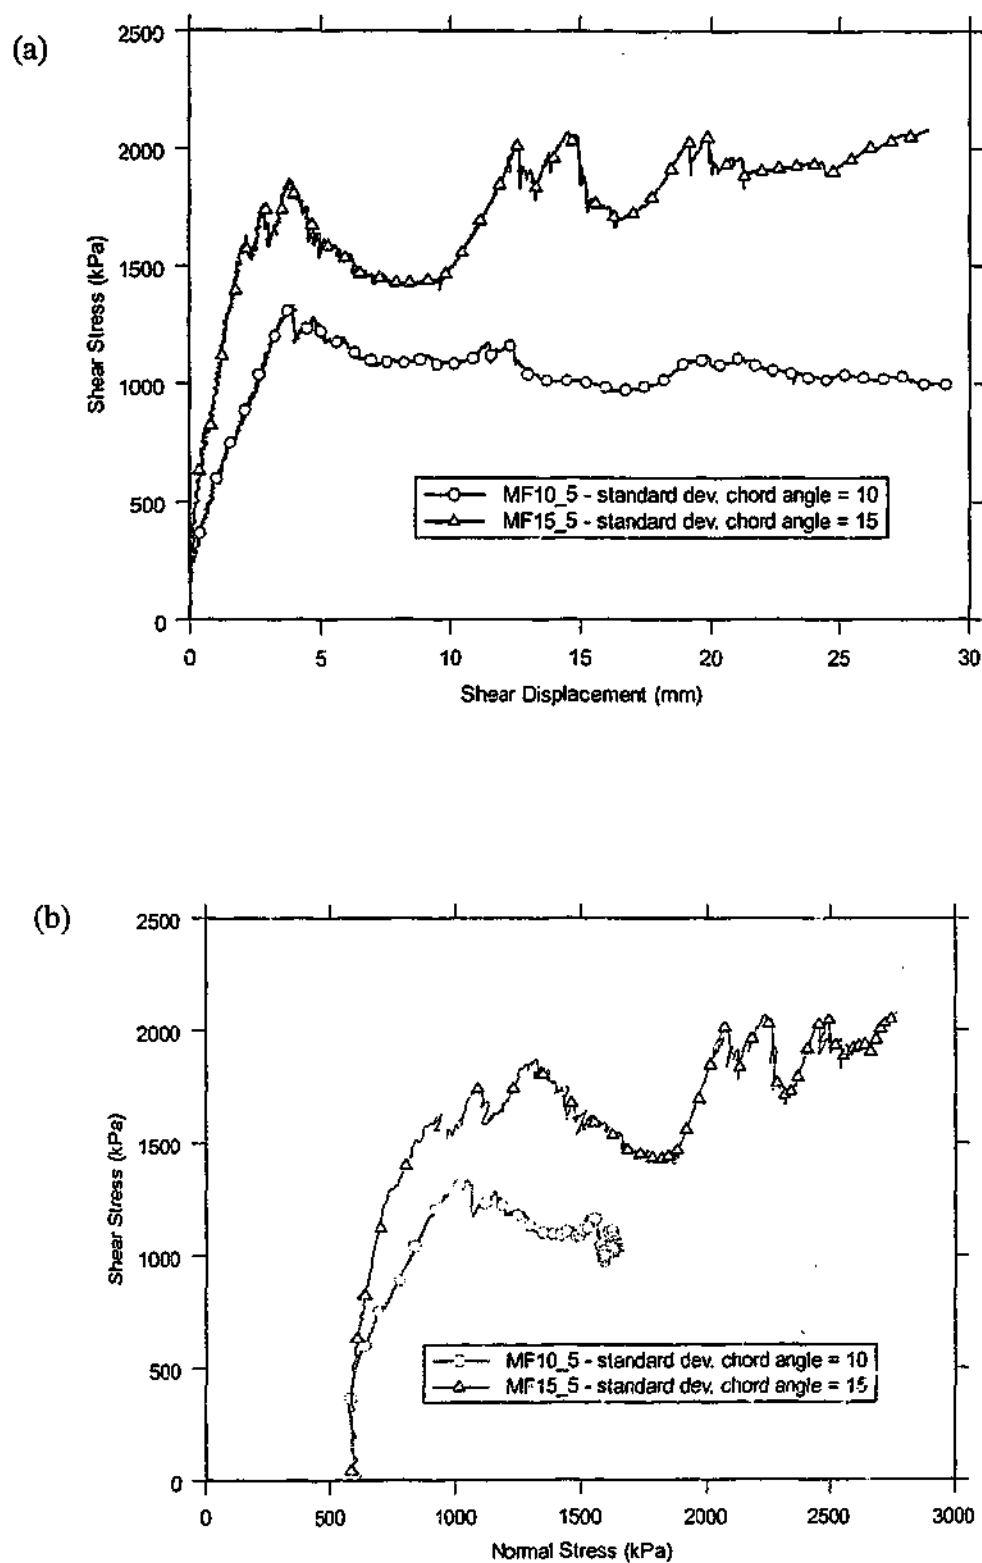 (a)
2500
2000
1500
1000
500
0
Shear Stress (kPa)
MF10_5 - standard dev. chord angle = 10
MF15_5 - standard dev. chord angle = 15
0 5 10 15 20 25 30
Shear Displacement (mm)
(b)
2500
2000
1500
1000
500
0
Shear Stress (kPa)
MF10_5 - standard dev. chord angle = 10
MF15_5 - standard dev. chord angle = 15
0 500 1000 1500 2000 2500 3000
Normal Stress (kPa)